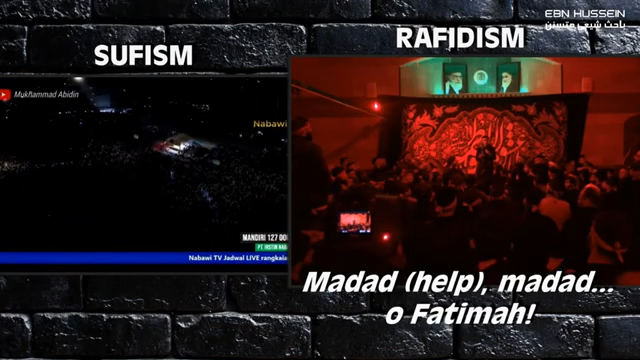 EBN HUSSEIN
باحث شيعي متسنن
SUFISM
RAFIDISM
Mukhammad Abidin
Nabawi
MANDIRI 127 00
Nabawi TV Jadwal LIVE rangkaia
Madad (help), madad...
o Fatimah!